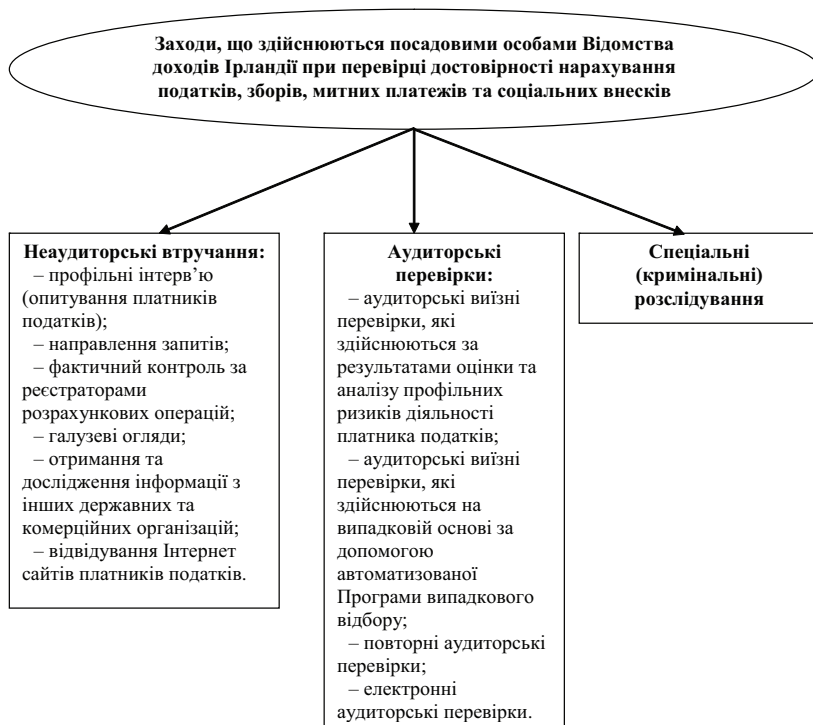 Заходи, що здійснюються посадовими особами Відомства
доходів Ірландії при перевірці достовірності нарахування
податків, зборів, митних платежів та соціальних внесків
Неаудиторські втручання:
– профільні інтерв’ю
(опитування платників
податків);
– направлення запитів;
– фактичний контроль за
реєстраторами
розрахункових операцій;
– галузеві огляди;
– отримання та
дослідження інформації з
інших державних та
комерційних організацій;
– відвідування Інтернет
сайтів платників податків.
Аудиторські
перевірки:
– аудиторські виїзні
перевірки, які
здійснюються за
результатами оцінки та
аналізу профільних
ризиків діяльності
платника податків;
– аудиторські виїзні
перевірки, які
здійснюються на
випадковій основі за
допомогою
автоматизованої
Програми випадкового
відбору;
– повторні аудиторські
перевірки;
– електронні
аудиторські перевірки.
Спеціальні
(кримінальні)
розслідування